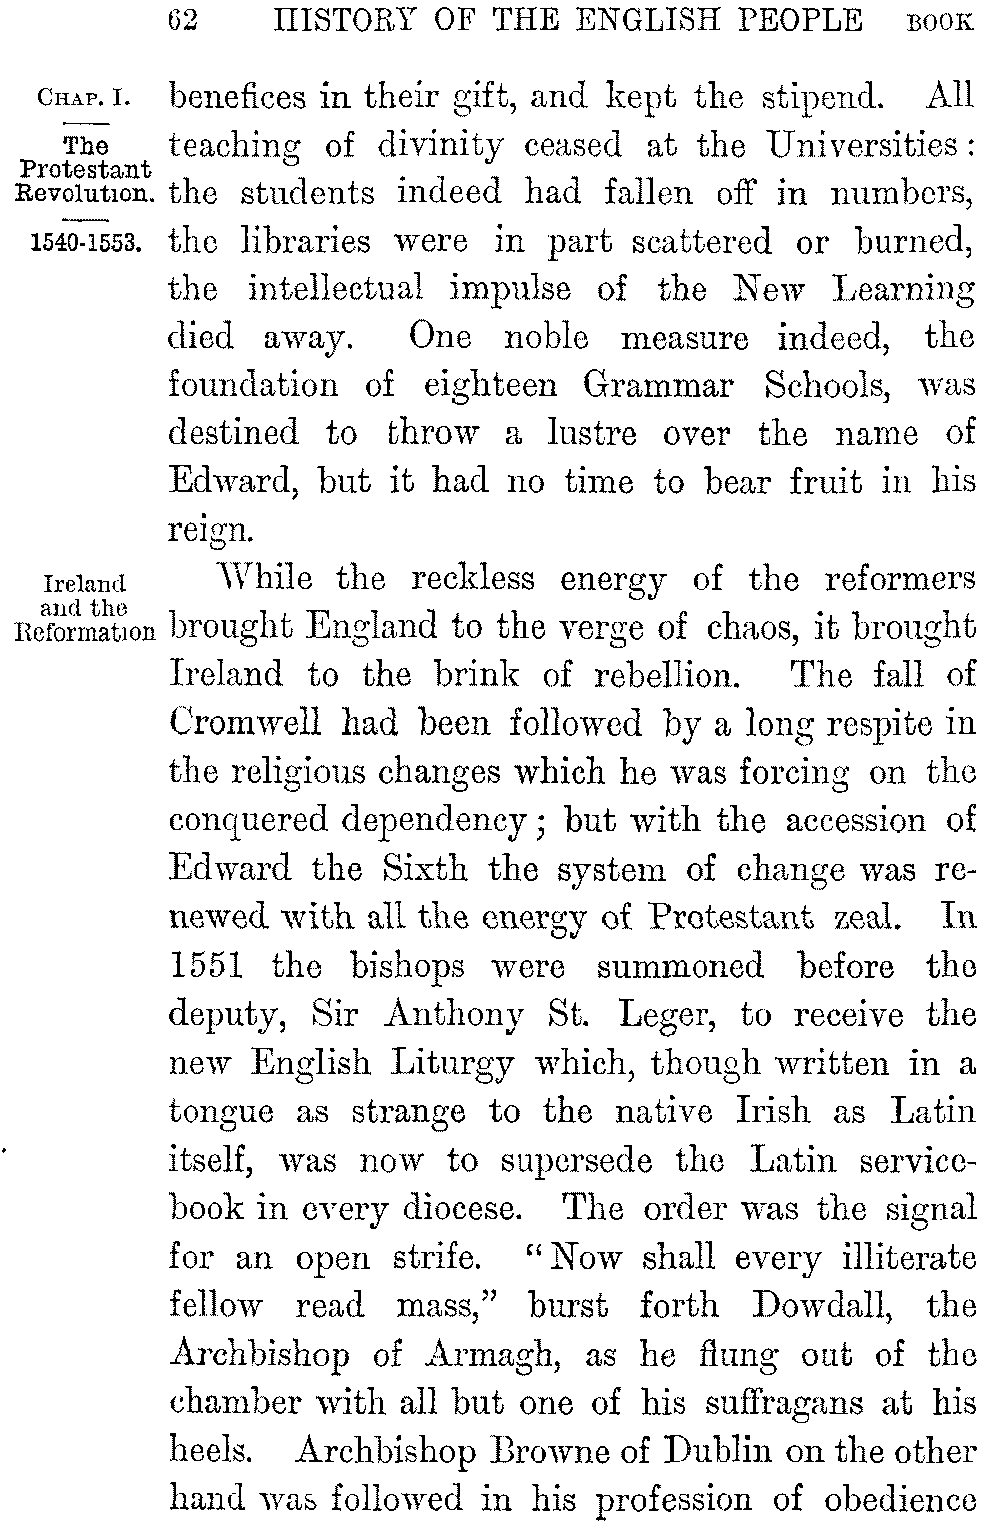 62 HISTORY OF THE ENGLISH PEOPLE BOOK
CHAP. I.
The
Protestant
Revolution.
1540-1553.
benefices in their gift, and kept the stipend. All
teaching of divinity ceased at the Universities:
the students indeed had fallen off in numbers,
the libraries were in part scattered or burned,
the intellectual impulse of the New Learning
died away. One noble measure indeed, the
foundation of eighteen Grammar Schools, was
destined to throw a lustre over the name of
Edward, but it had no time to bear fruit in his
reign.
Ireland
and the
Reformation
While the reckless energy of the reformers
brought England to the verge of chaos, it brought
Ireland to the brink of rebellion. The fall of
Cromwell had been followed by a long respite in
the religious changes which he was forcing on the
conquered dependency; but with the accession of
Edward the Sixth the system of change was re-
newed with all the energy of Protestant zeal. In
1551 the bishops were summoned before the
deputy, Sir Anthony St. Leger, to receive the
new English Liturgy which, though written in a
tongue as strange to the native Irish as Latin
itself, was now to supersede the Latin service-
book in every diocese. The order was the signal
for an open strife. "Now shall every illiterate
fellow read mass," burst forth Dowdall, the
Archbishop of Armagh, as he flung out of the
chamber with all but one of his suffragans at his
heels. Archbishop Browne of Dublin on the other
hand was followed in his profession of obedience